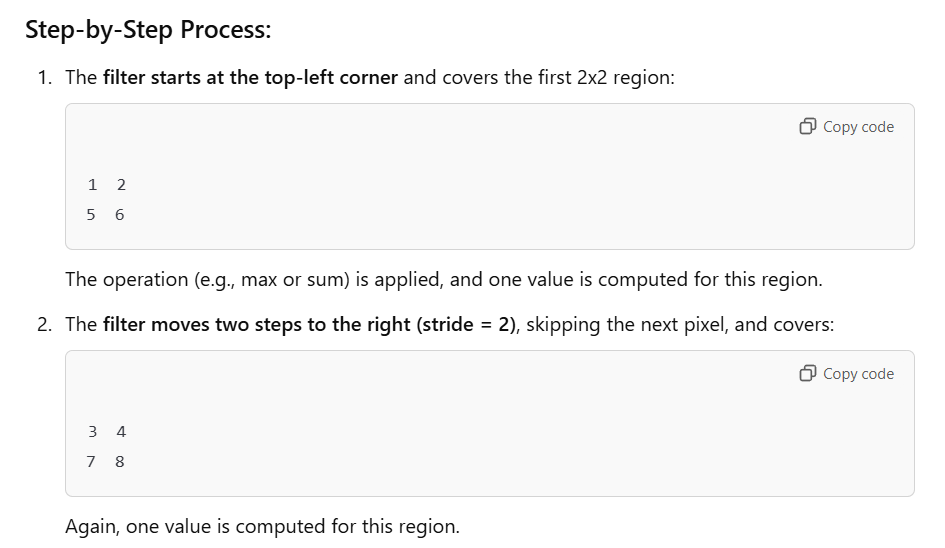 Step-by-Step Process:
1. The filter starts at the top-left corner and covers the first 2x2 region:
Copy code
1 2
5 6
The operation (e.g., max or sum) is applied, and one value is computed for this region.
2. The filter moves two steps to the right (stride = 2), skipping the next pixel, and covers:
Copy code
3 4
7 8
Again, one value is computed for this region.